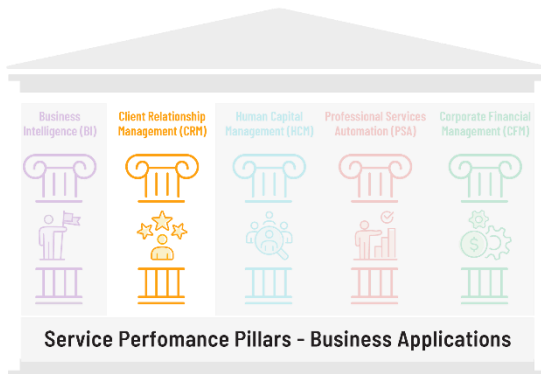 Business
Intelligence (BI)
Client Relationship
Management (CRM)
Human Capital
Management (HCM)
Professional Services
Automation (PSA)
Corporate Financial
Management (CFM)
$
Service Perfomance Pillars - Business Applications